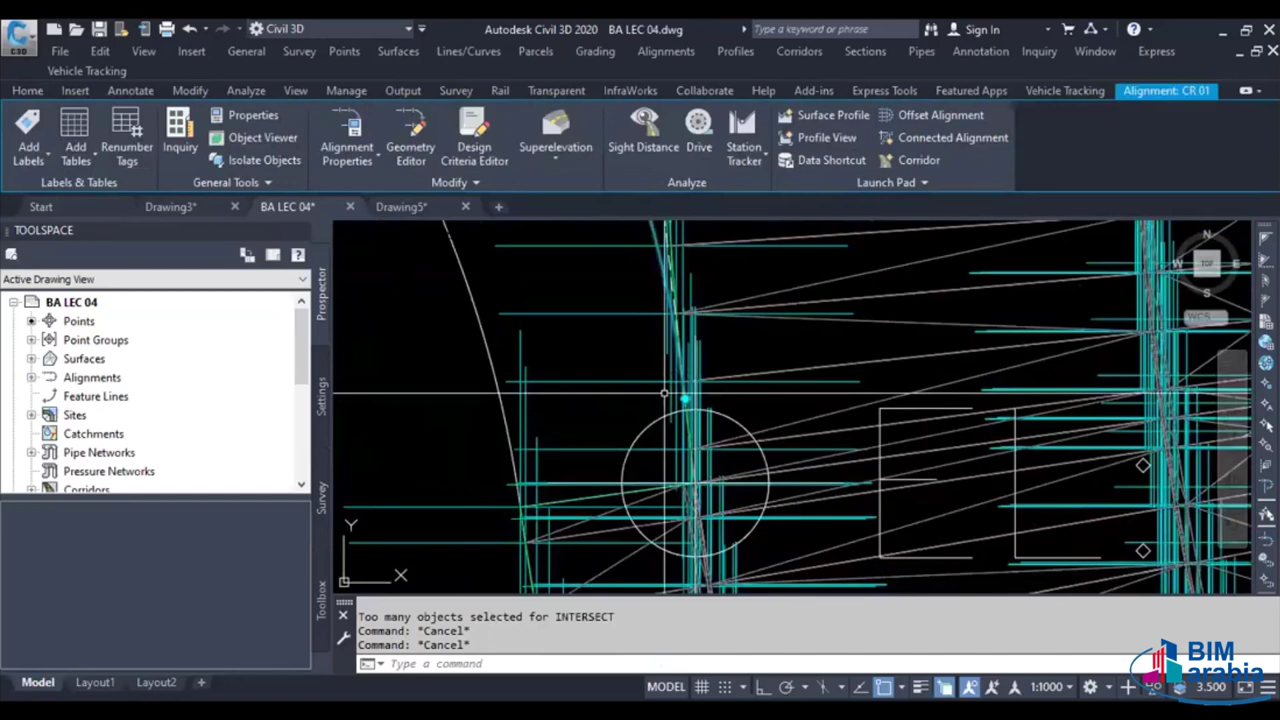 Civil 3D
Autodesk Civil 3D 2020 BA LEC 04.dwg
Type a keyword or phrase
Sign In
C3D
File Edit View Insert General Survey Points Surfaces Lines/Curves Parcels Grading Alignments Profiles Corridors Sections Pipes Annotation Inquiry Window Express
Vehicle Tracking
Home Insert Annotate Modify Analyze View Manage Output Survey Rail Transparent InfraWorks Collaborate Help Add-ins Express Tools Featured Apps Vehicle Tracking Alignment: CR 01
Add Labels
Add Tables
Renumber Tags
Inquiry
Properties
Object Viewer
Isolate Objects
Alignment Properties
Geometry Editor
Design Criteria Editor
Superelevation
Sight Distance
Drive
Station Tracker
Surface Profile
Profile View
Data Shortcut
Offset Alignment
Connected Alignment
Corridor
Labels & Tables General Tools Modify Analyze Launch Pad
Start Drawing3* BA LEC 04* Drawing5*
TOOLSPACE
Active Drawing View
BA LEC 04
Points
Point Groups
Surfaces
Alignments
Feature Lines
Sites
Catchments
Pipe Networks
Pressure Networks
Corridors
Prospector
Settings
Survey
Toolbox
N
W TOP E
S
WCS
Y
X
Too many objects selected for INTERSECT
Command: *Cancel*
Command: *Cancel*
Type a command
Model Layout1 Layout2
MODEL 1:1000 3.500
BIM
arabia